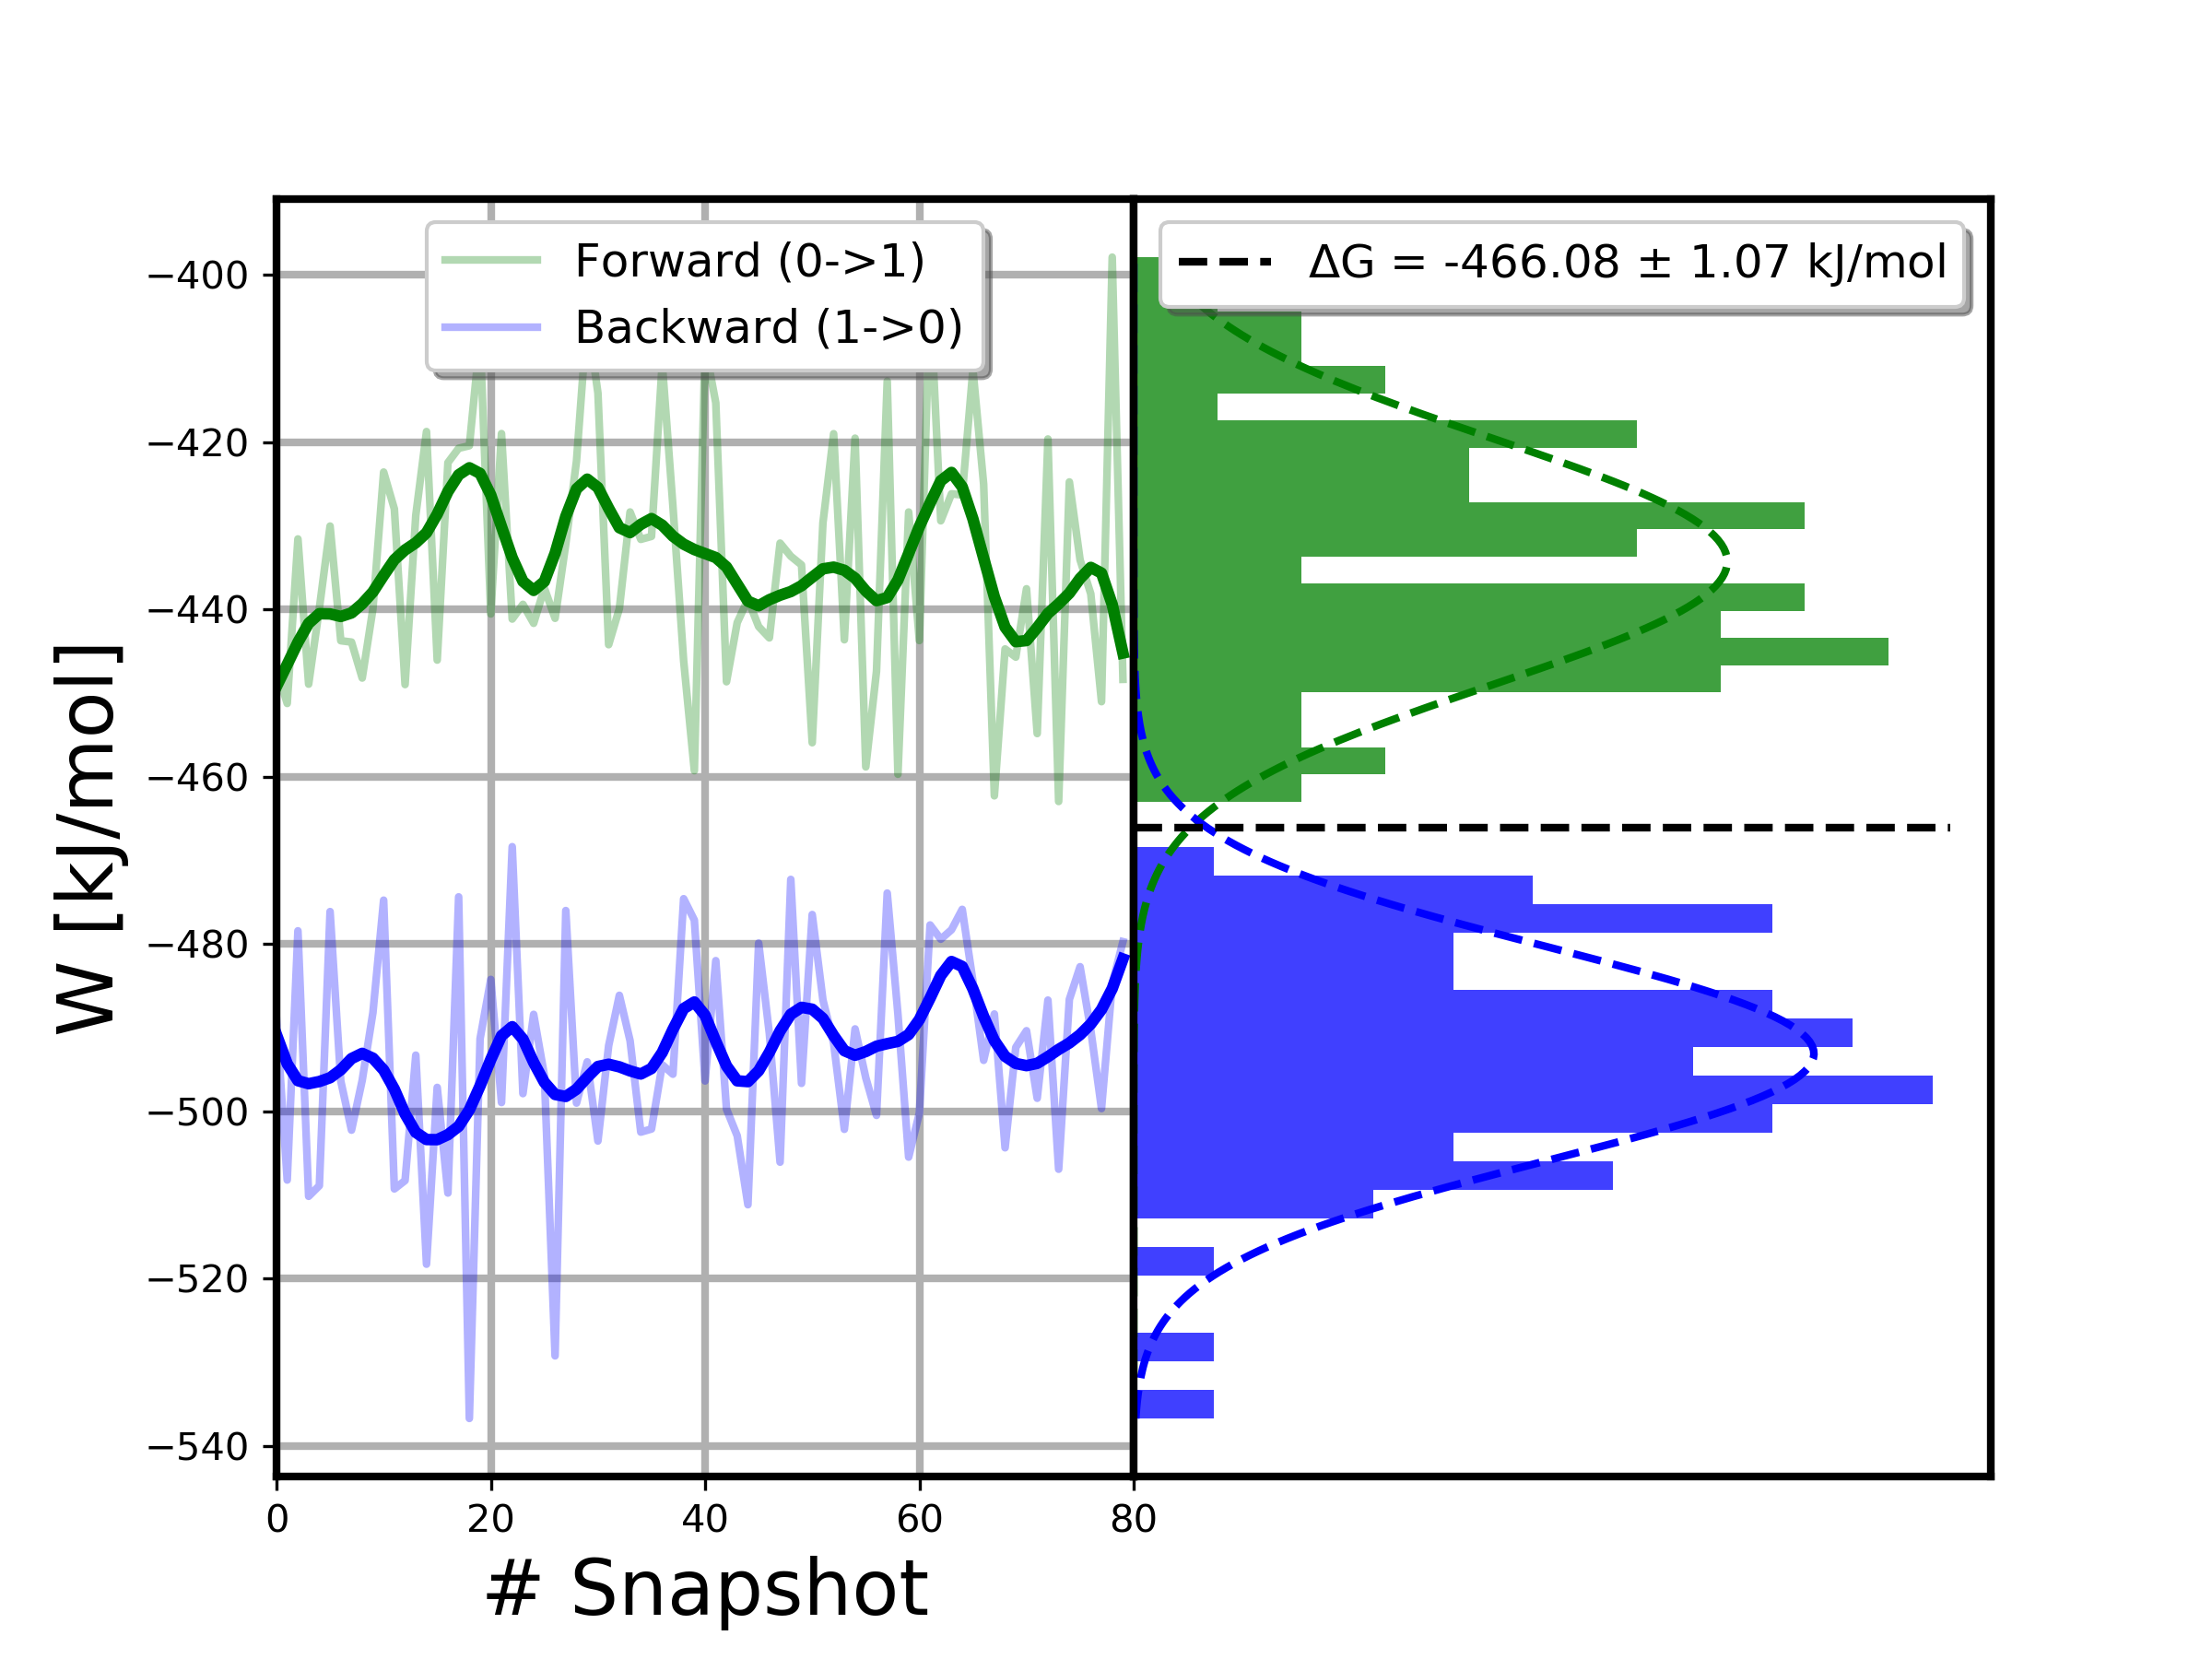 Forward (0->1)
Backward (1->0)
ΔG = -466.08 ± 1.07 kJ/mol
W [kJ/mol]
−400
−420
−440
−460
−480
−500
−520
−540
0 20 40 60 80
# Snapshot